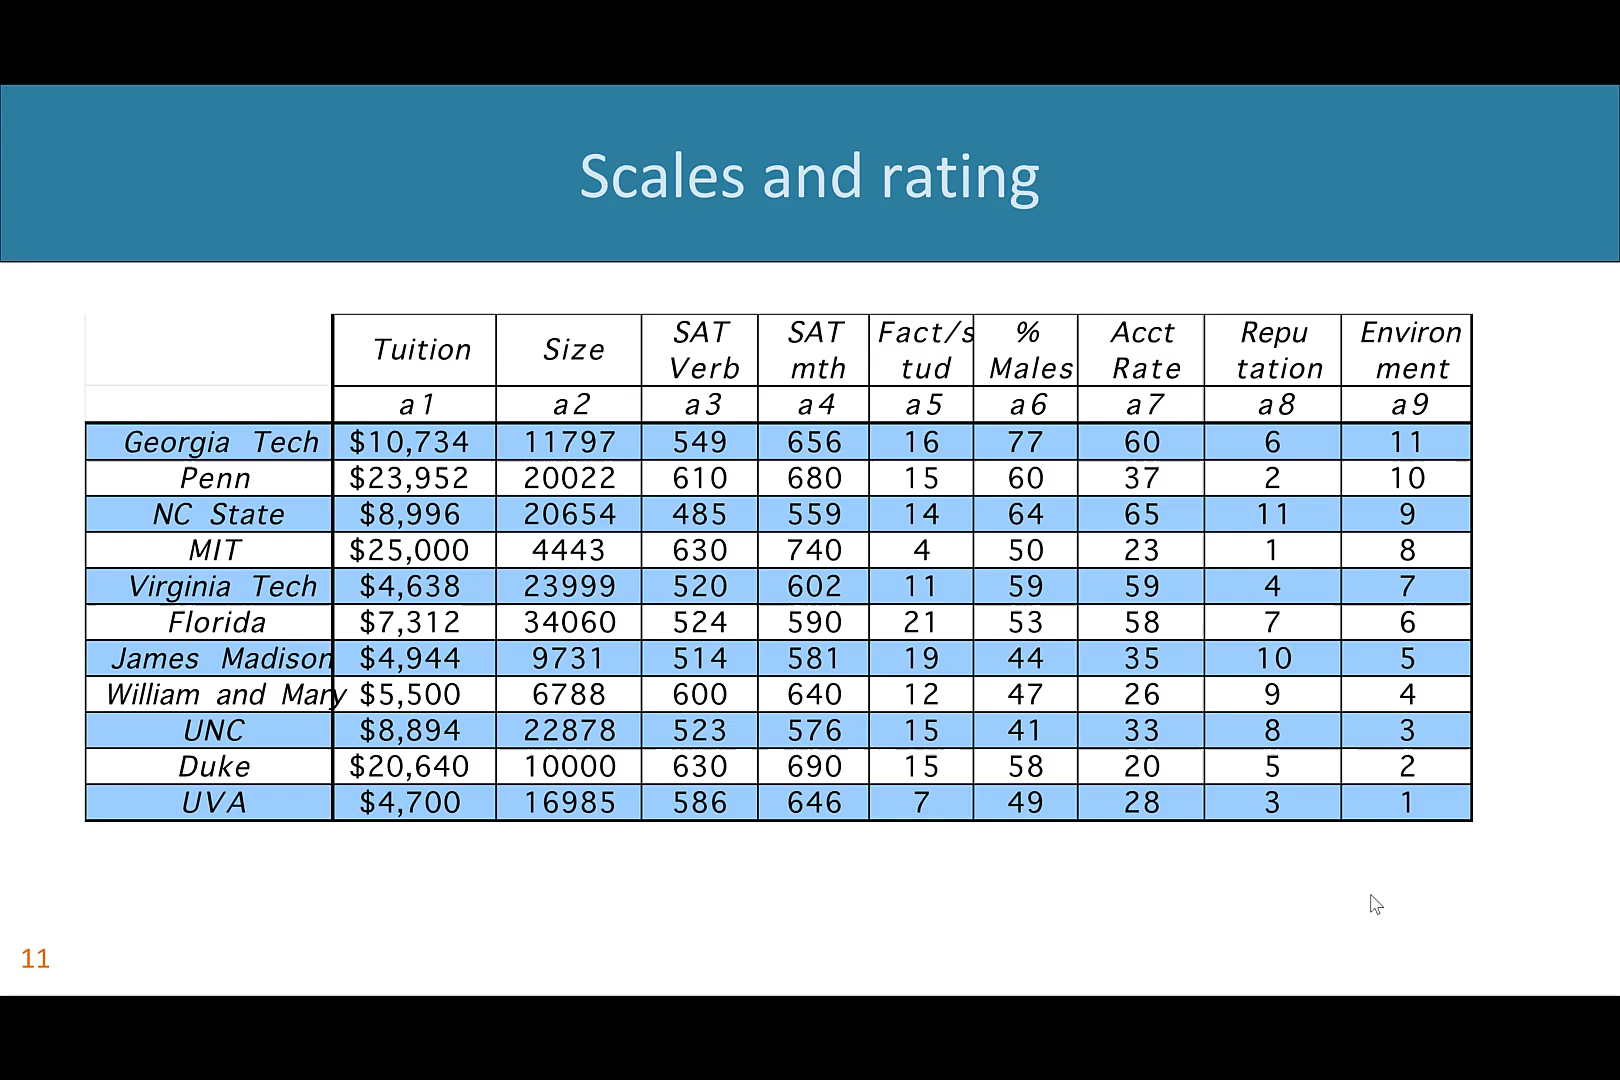 Scales and rating
Tuition Size SAT Verb SAT mth Fact/s tud % Males Acct Rate Repu tation Environ ment
a1 a2 a3 a4 a5 a6 a7 a8 a9
Georgia Tech $10,734 11797 549 656 16 77 60 6 11
Penn $23,952 20022 610 680 15 60 37 2 10
NC State $8,996 20654 485 559 14 64 65 11 9
MIT $25,000 4443 630 740 4 50 23 1 8
Virginia Tech $4,638 23999 520 602 11 59 59 4 7
Florida $7,312 34060 524 590 21 53 58 7 6
James Madison $4,944 9731 514 581 19 44 35 10 5
William and Mary $5,500 6788 600 640 12 47 26 9 4
UNC $8,894 22878 523 576 15 41 33 8 3
Duke $20,640 10000 630 690 15 58 20 5 2
UVA $4,700 16985 586 646 7 49 28 3 1
11